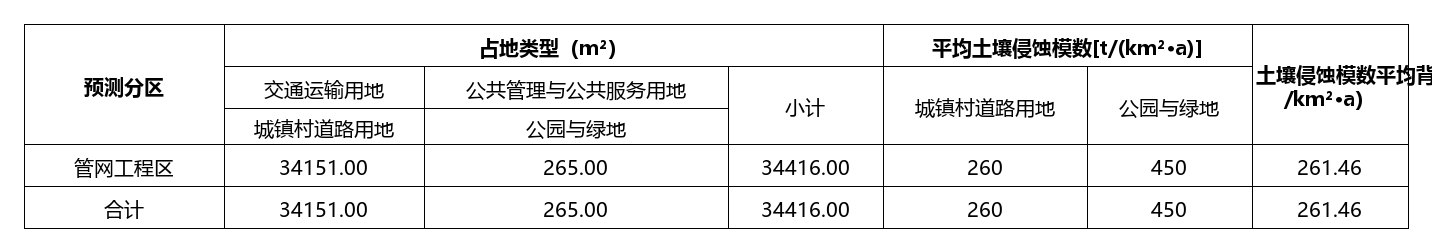 预测分区
占地类型（m²）
平均土壤侵蚀模数[t/(km²•a)]
土壤侵蚀模数平均背
/km²•a)
交通运输用地
公共管理与公共服务用地
小计
城镇村道路用地
公园与绿地
城镇村道路用地
公园与绿地
管网工程区 34151.00 265.00 34416.00 260 450 261.46
合计 34151.00 265.00 34416.00 260 450 261.46